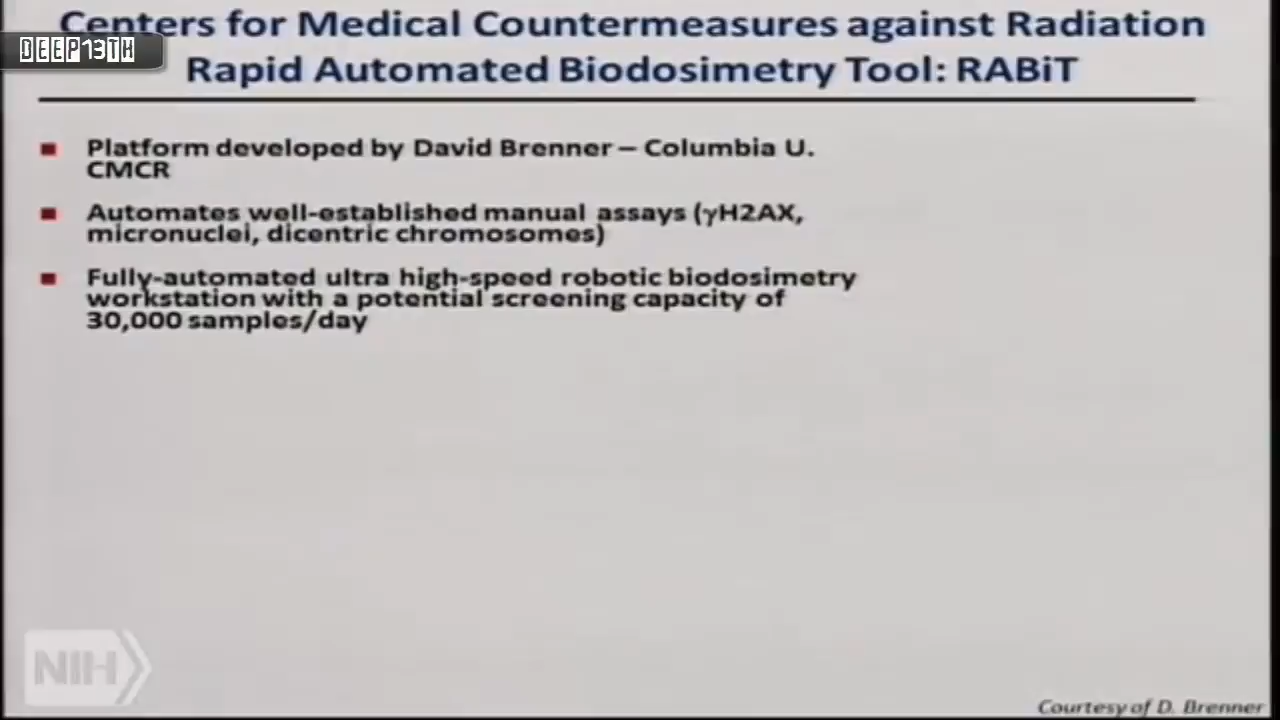 Centers for Medical Countermeasures against Radiation
DEEP13TH
Rapid Automated Biodosimetry Tool: RABiT
Platform developed by David Brenner – Columbia U.
CMCR
Automates well-established manual assays (γH2AX,
micronuclei, dicentric chromosomes)
Fully-automated ultra high-speed robotic biodosimetry
workstation with a potential screening capacity of
30,000 samples/day
NIH
Courtesy of D. Brenner